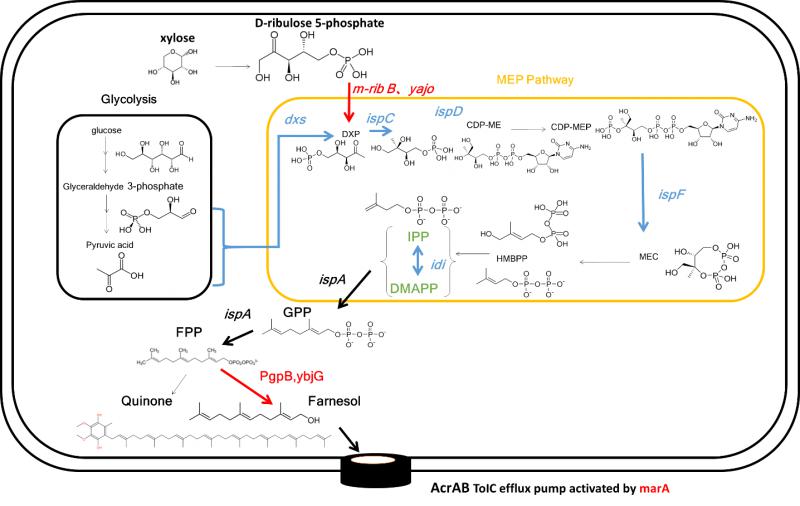 D-ribulose 5-phosphate
xylose
m-rib B、yajo
MEP Pathway
Glycolysis
dxs
ispC
ispD
DXP
CDP-ME
CDP-MEP
glucose
Glyceraldehyde 3-phosphate
Pyruvic acid
ispF
IPP
idi
DMAPP
HMBPP
MEC
ispA
GPP
ispA
FPP
PgpB,ybjG
Quinone
Farnesol
AcrAB TolC efflux pump activated by marA